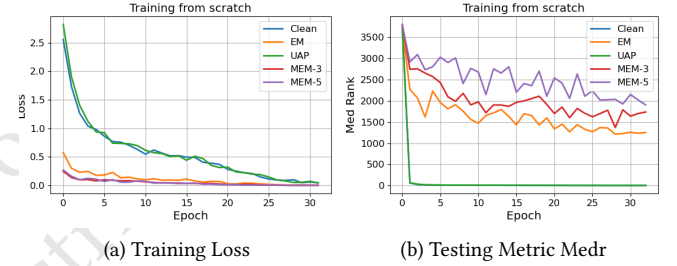 Training from scratch
Loss
2.5
2.0
1.5
1.0
0.5
0.0
0
5
10
15
20
25
30
Epoch
Clean
EM
UAP
MEM-3
MEM-5
(a) Training Loss
Training from scratch
Med Rank
3500
3000
2500
2000
1500
1000
500
0
0
5
10
15
20
25
30
Epoch
Clean
EM
UAP
MEM-3
MEM-5
(b) Testing Metric Medr